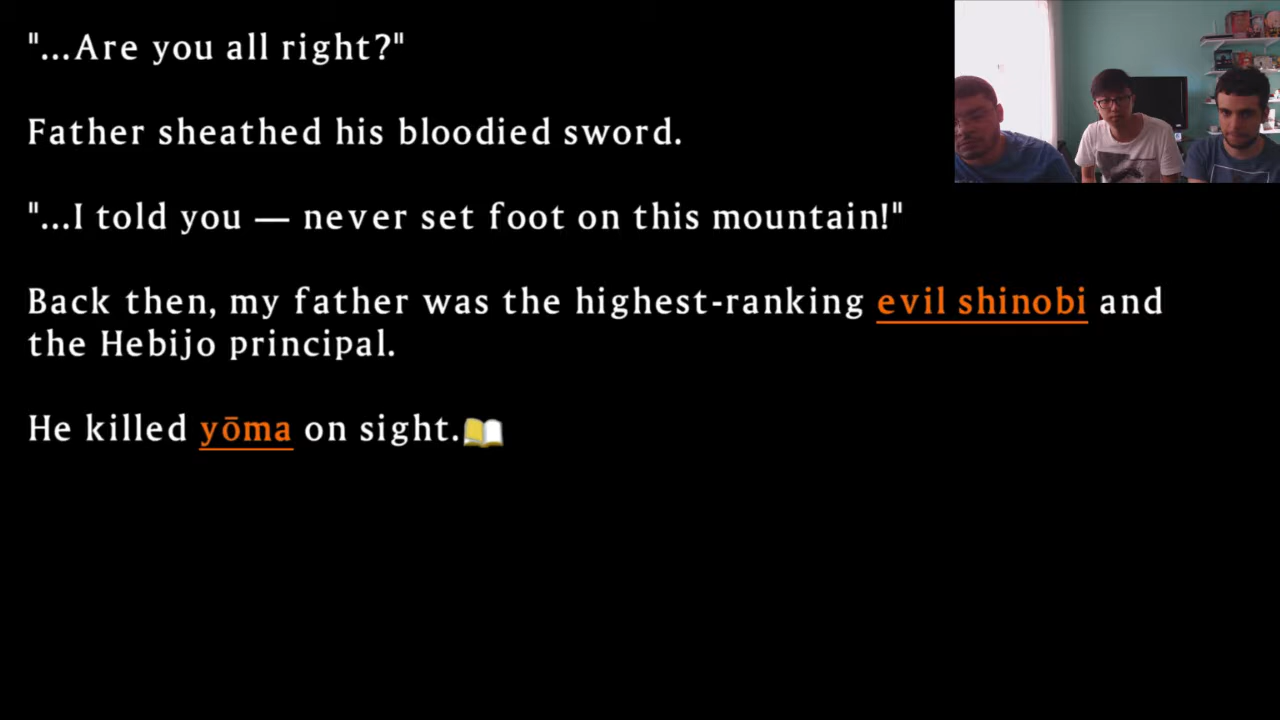 "...Are you all right?"
Father sheathed his bloodied sword.
"...I told you — never set foot on this mountain!"
Back then, my father was the highest-ranking evil shinobi and
the Hebijo principal.
He killed yōma on sight.